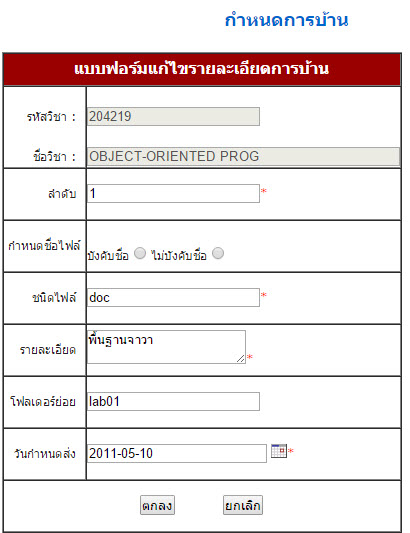 กำหนดการบ้าน
แบบฟอร์มแก้ไขรายละเอียดการบ้าน
รหัสวิชา : 204219
ชื่อวิชา : OBJECT-ORIENTED PROG
ลำดับ 1 *
กำหนดชื่อไฟล์ บังคับชื่อ ไม่บังคับชื่อ
ชนิดไฟล์ doc *
รายละเอียด พื้นฐานจาวา *
โฟลเดอร์ย่อย lab01
วันกำหนดส่ง 2011-05-10 *
ตกลง ยกเลิก